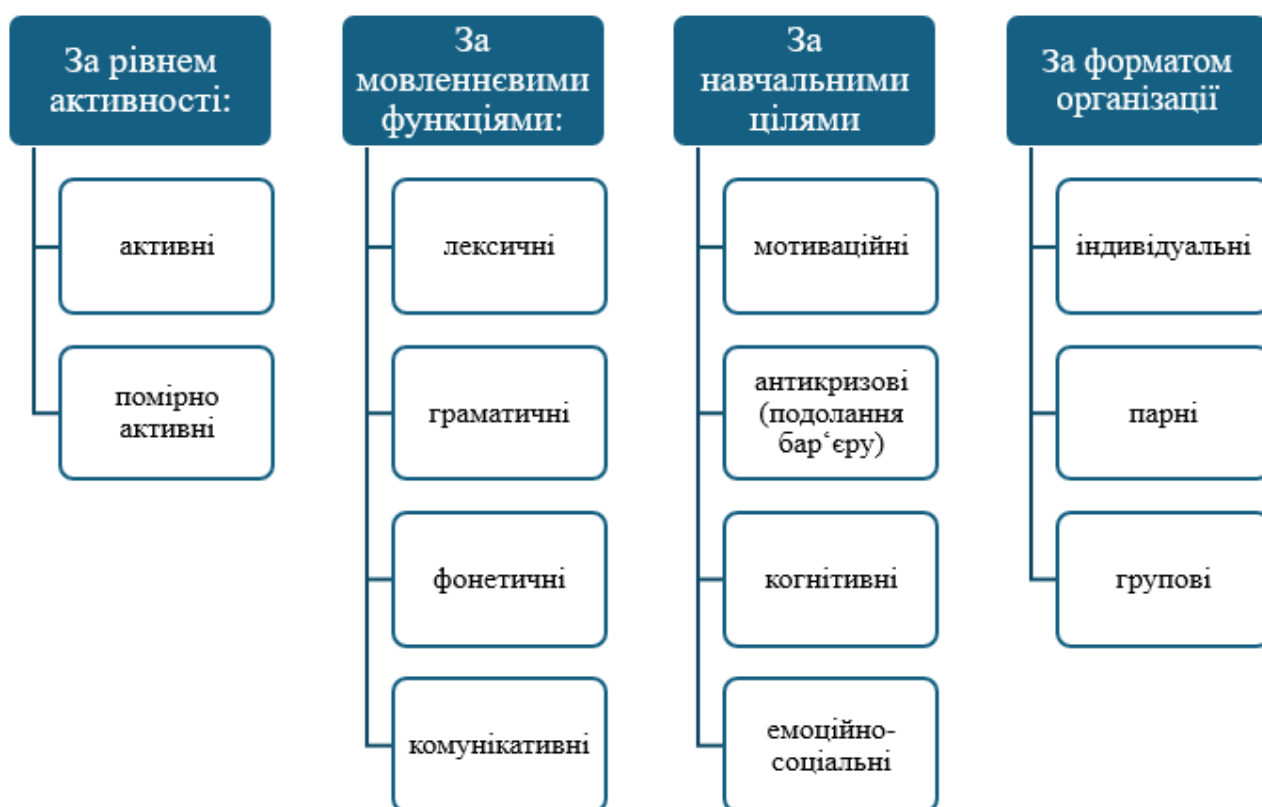 За рівнем
активності:
активні
помірно
активні
За
мовленнєвими
функціями:
лексичні
граматичні
фонетичні
комунікативні
За
навчальними
цілями
мотиваційні
антикризові
(подолання
бар‘єру)
когнітивні
емоційно-
соціальні
За форматом
організації
індивідуальні
парні
групові